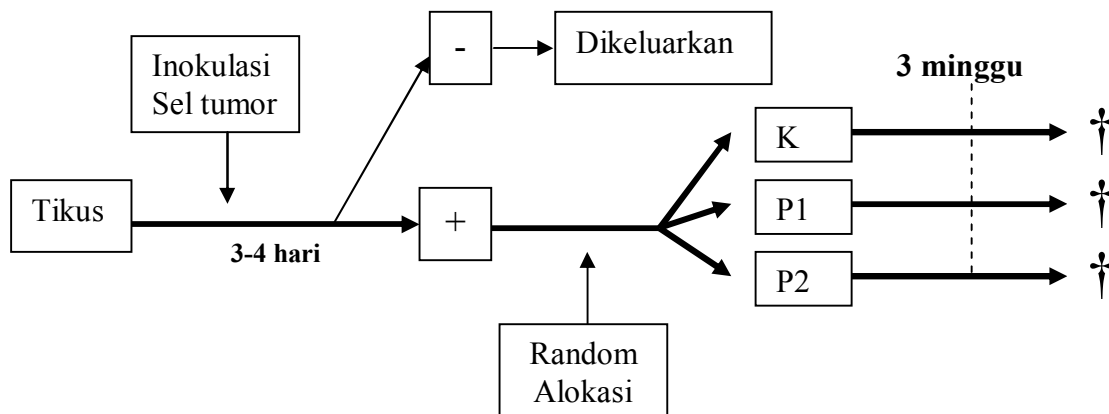 Inokulasi
Sel tumor
-
Dikeluarkan
3 minggu
K
Tikus
3-4 hari
+
P1
P2
†
†
†
Random
Alokasi